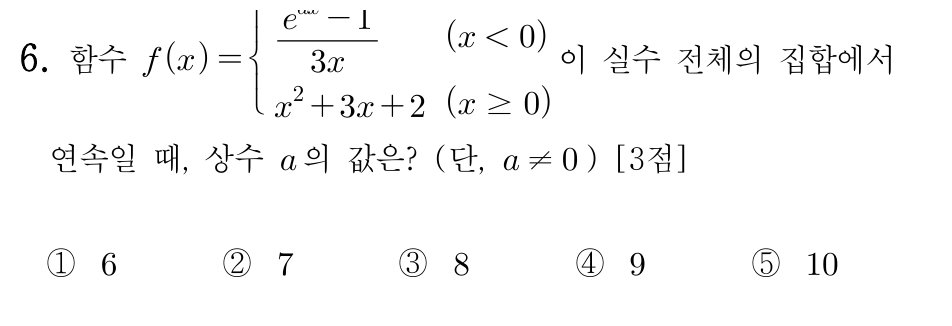 6. 함수 f(x) = { (e^{ax} − 1)/(3x) (x < 0) 이 실수 전체의 집합에서
x² + 3x + 2 (x ≥ 0)
연속일 때, 상수 a의 값은? (단, a ≠ 0) [3점]
① 6 ② 7 ③ 8 ④ 9 ⑤ 10